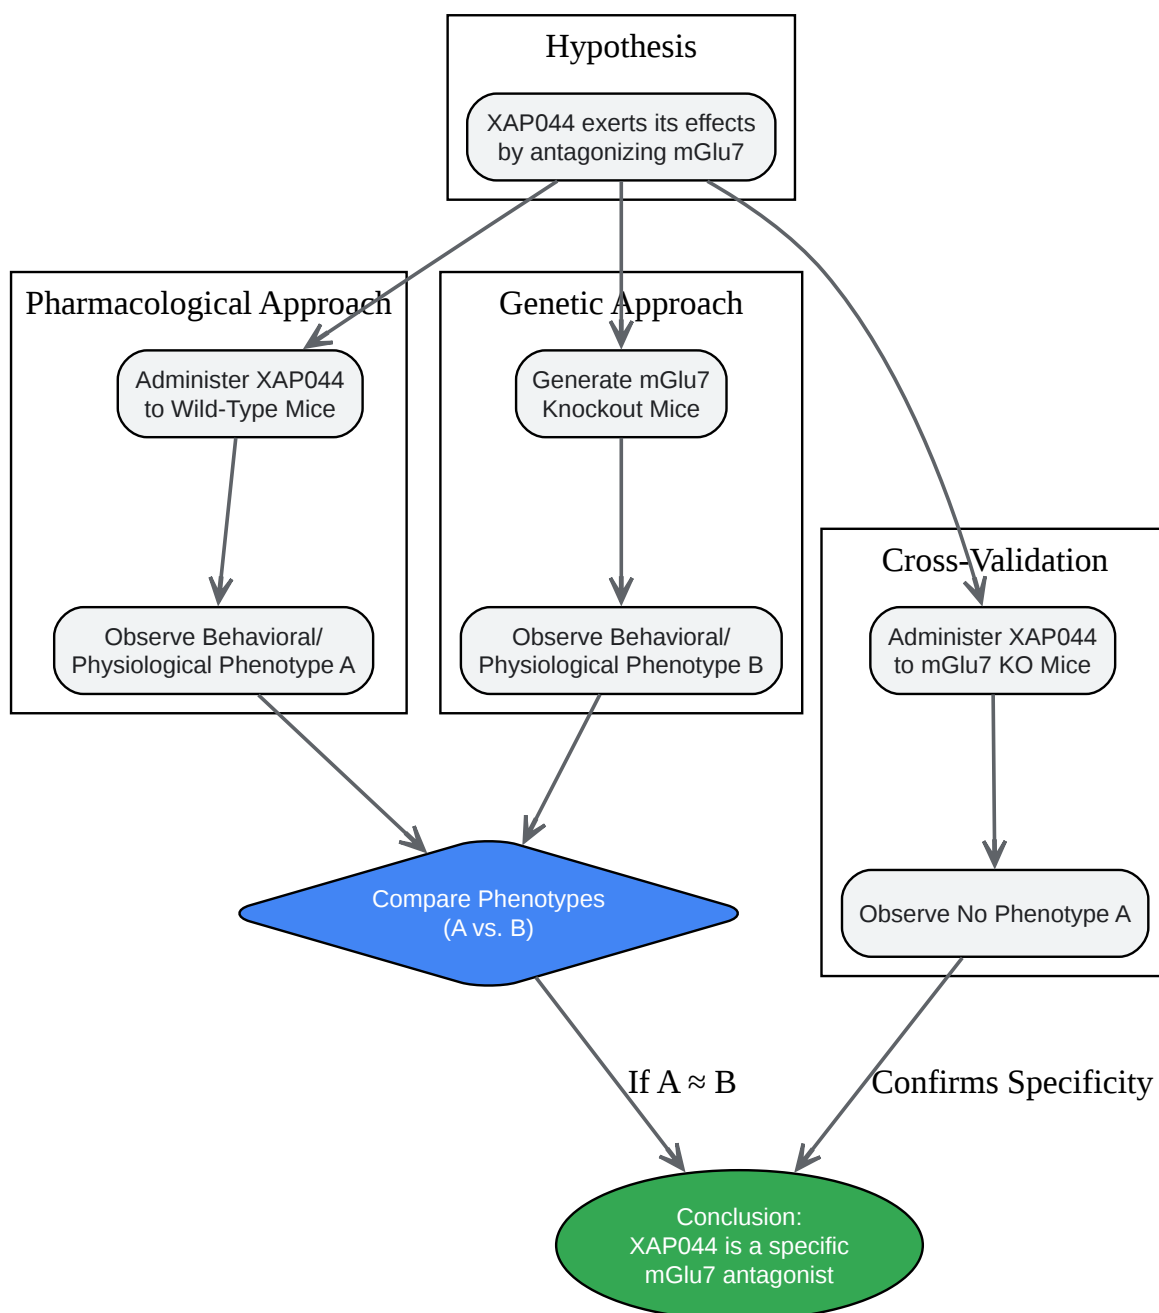 Hypothesis
XAP044 exerts its effects
by antagonizing mGlu7
Pharmacological Approach
Administer XAP044
to Wild-Type Mice
Observe Behavioral/
Physiological Phenotype A
Genetic Approach
Generate mGlu7
Knockout Mice
Observe Behavioral/
Physiological Phenotype B
Cross-Validation
Administer XAP044
to mGlu7 KO Mice
Observe No Phenotype A
Compare Phenotypes
(A vs. B)
If A ≈ B
Confirms Specificity
Conclusion:
XAP044 is a specific
mGlu7 antagonist